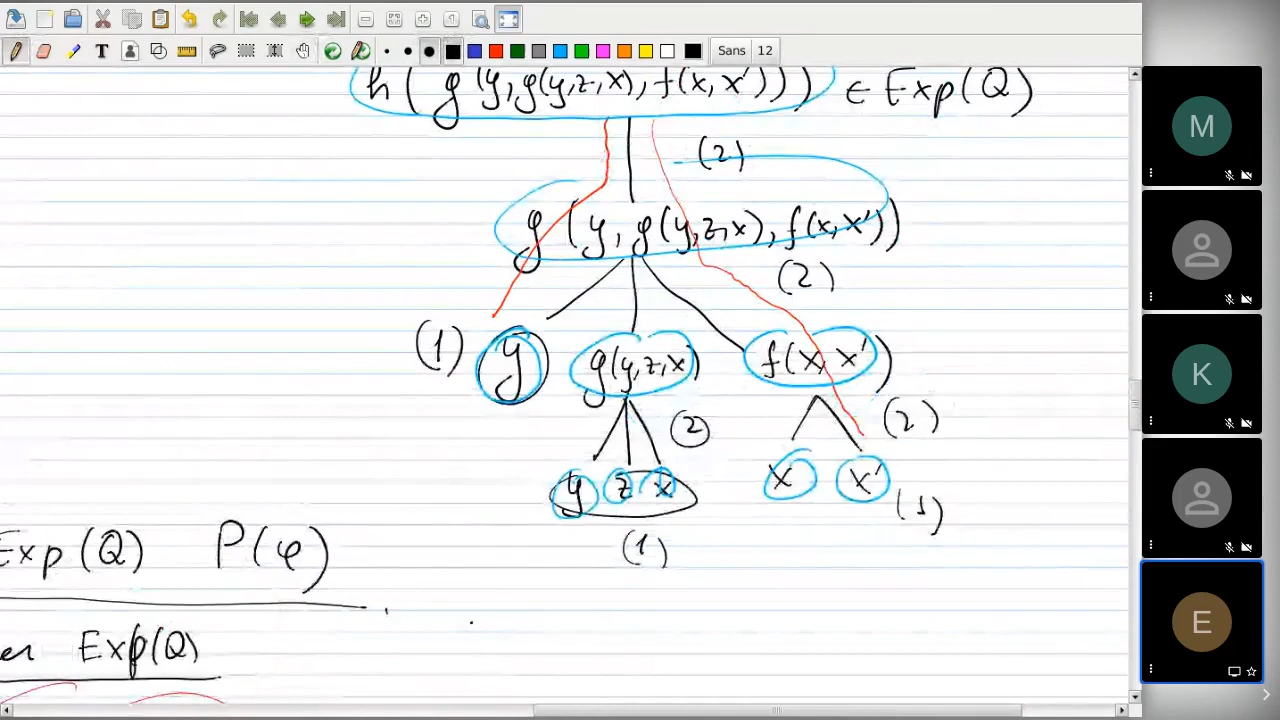 Sans 12
h ( g (y, g(y, z, x), f(x, x'))) ∈ Exp(Q)
(2)
g (y, g(y, z, x), f(x, x'))
(2)
(1) y g(y, z, x) f(x, x')
(2) (2)
y z x x x'
(1)
(1)
Exp (Q) P(φ)
Exp(Q)
M
K
E